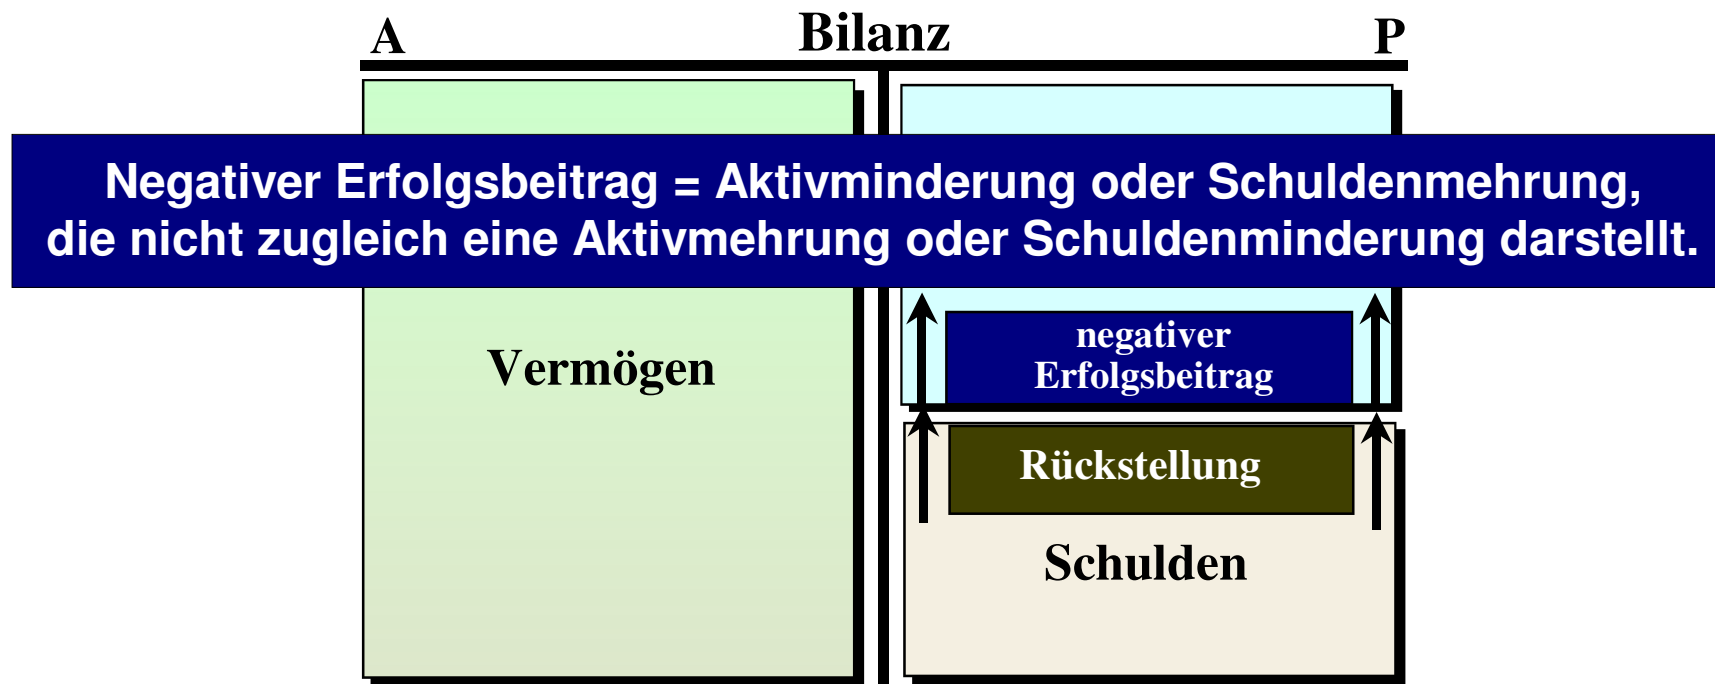 A Bilanz P
Negativer Erfolgsbeitrag = Aktivminderung oder Schuldenmehrung,
die nicht zugleich eine Aktivmehrung oder Schuldenminderung darstellt.
Vermögen
negativer
Erfolgsbeitrag
Rückstellung
Schulden